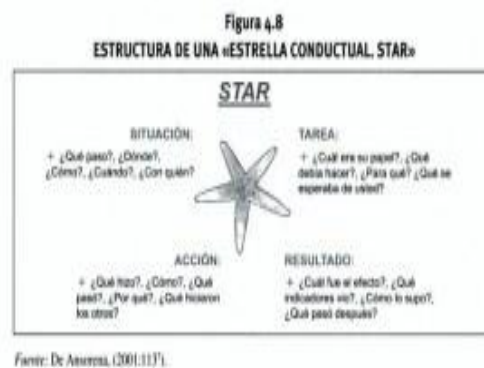 Figura 4.8
ESTRUCTURA DE UNA «ESTRELLA CONDUCTUAL. STAR»
STAR
SITUACIÓN:
+ ¿Qué paso?, ¿Dónde?,
¿Cómo?, ¿Cuándo?, ¿Con quién?
TAREA:
+ ¿Cuál era su papel?, ¿Qué
debía hacer?, ¿Para qué? ¿Qué se
esperaba de usted?
ACCIÓN:
+ ¿Qué hizo?, ¿Cómo?, ¿Qué
pasó?, ¿Por qué?, ¿Qué hicieron
los otros?
RESULTADO:
+ ¿Cuál fue el efecto?, ¿Qué
indicadores vio?, ¿Cómo lo supo?,
¿Qué pasó después?
Fuente: De Ansorena, (2001:113).